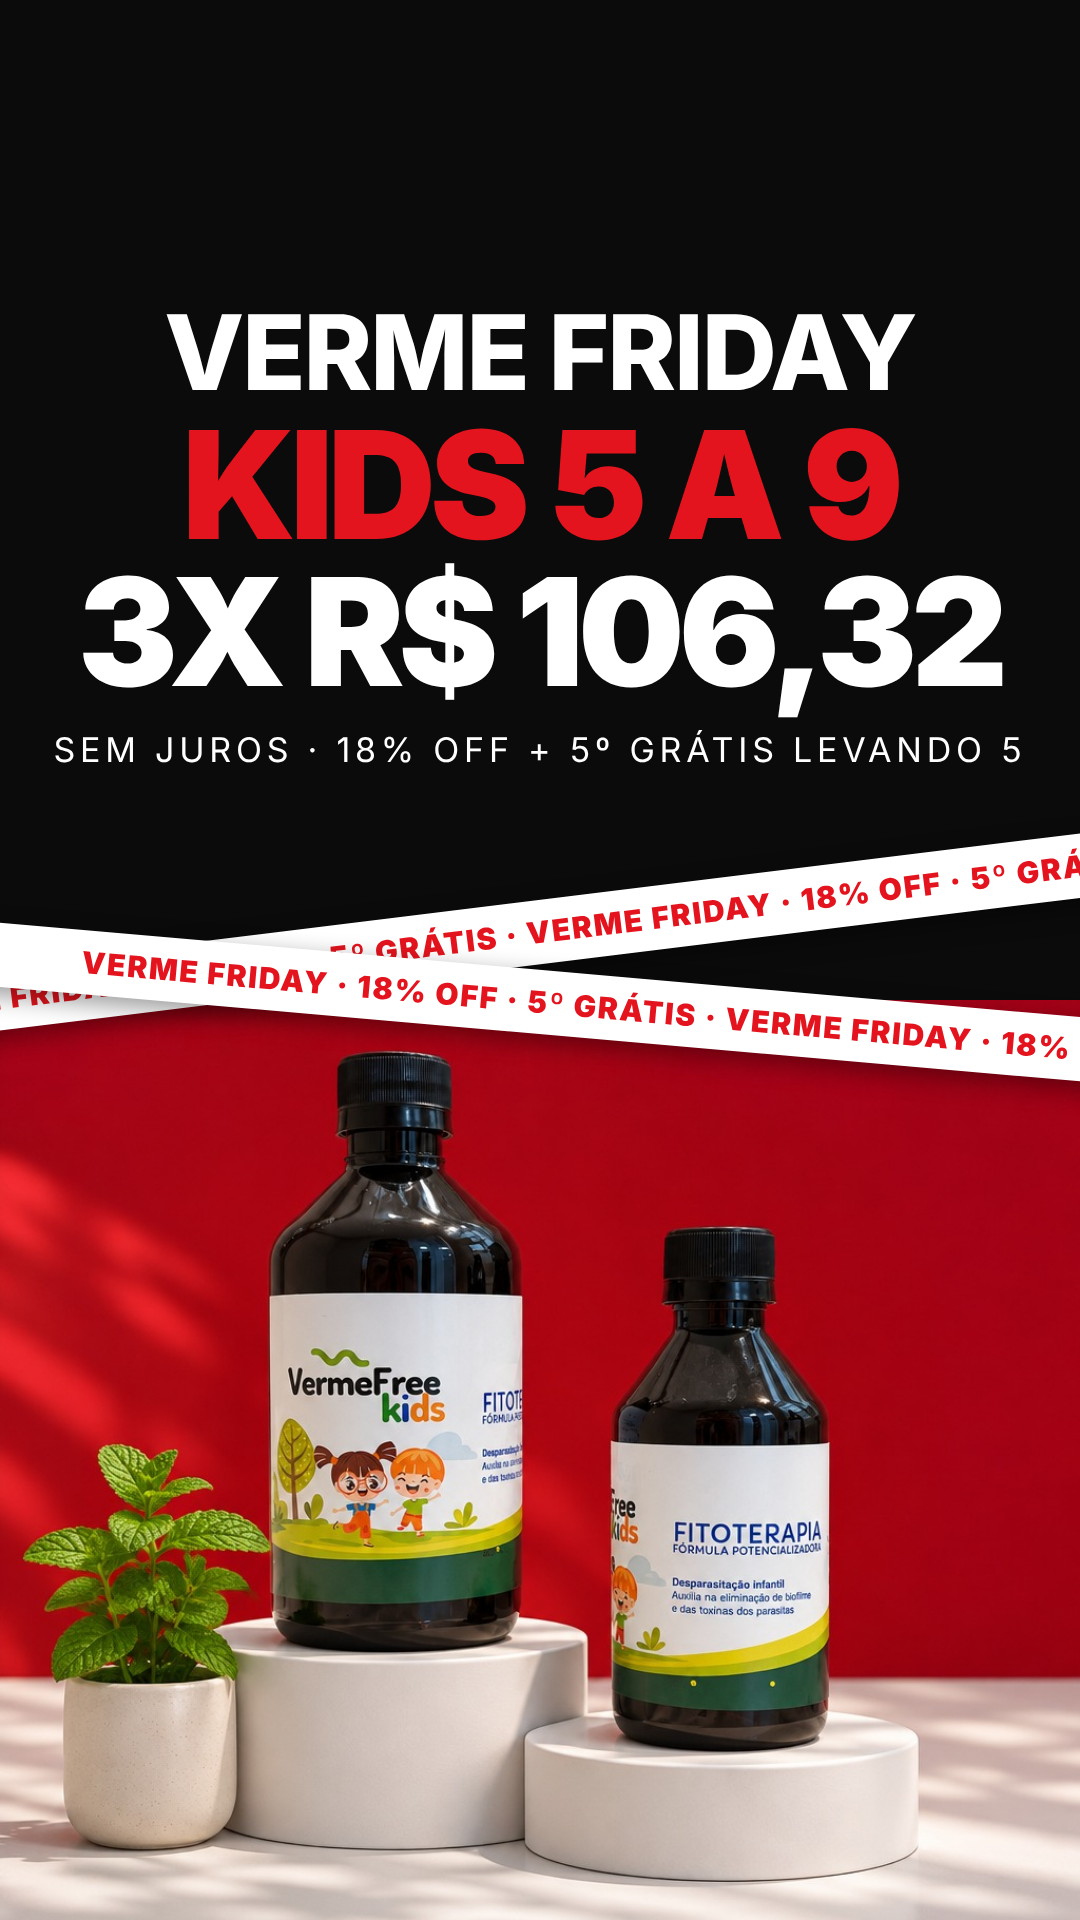 VERME FRIDAY
KIDS 5 A 9
3X R$ 106,32
SEM JUROS · 18% OFF + 5º GRÁTIS LEVANDO 5
5º GRÁTIS · VERME FRIDAY · 18% OFF · 5º
VERME FRIDAY · 18% OFF · 5º GRÁTIS · VERME FRIDAY · 18%
VermeFree
kids
FITOTERAPIA
FÓRMULA POTENCIALIZADORA
Desparasitação infantil
Auxilia na eliminação de biofilme
e das toxinas dos parasitas